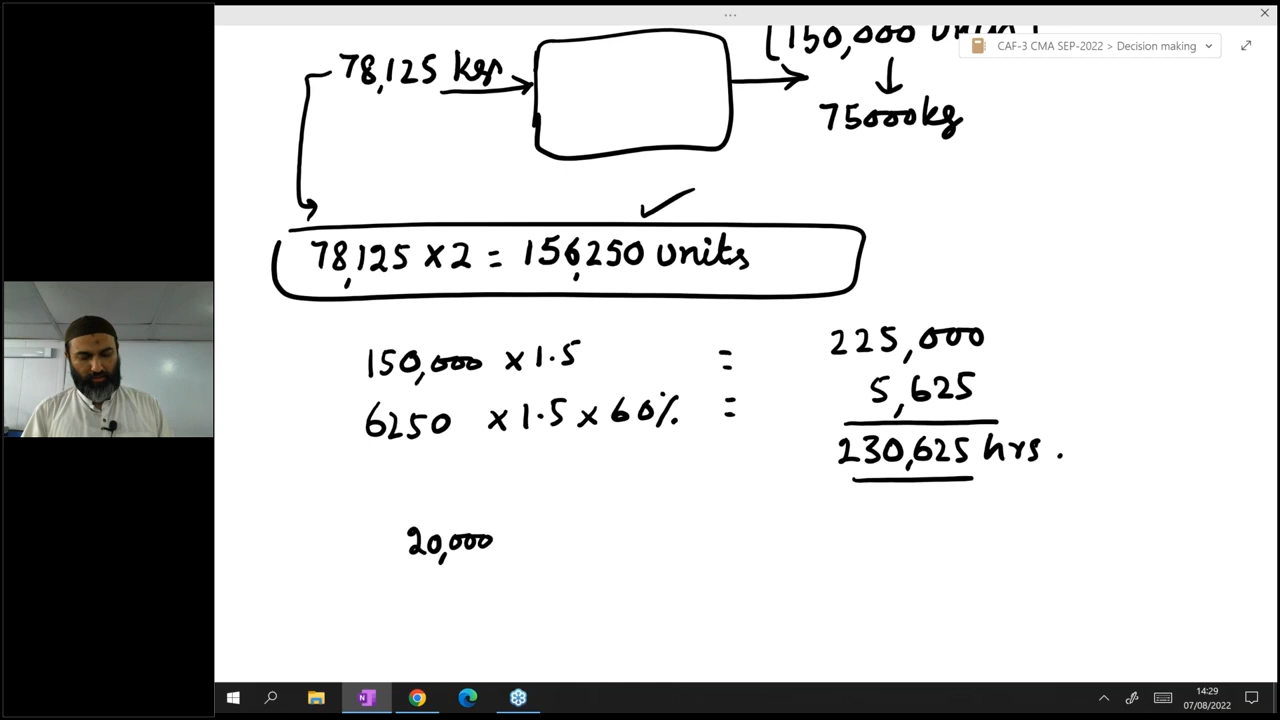 [150,000 units]
CAF-3 CMA SEP-2022 > Decision making
78,125 kgs
75000kg
78,125 x 2 = 156,250 units
150,000 x 1.5 = 225,000
6250 x 1.5 x 60% = 5,625
230,625 hrs.
20,000
14:29
07/08/2022